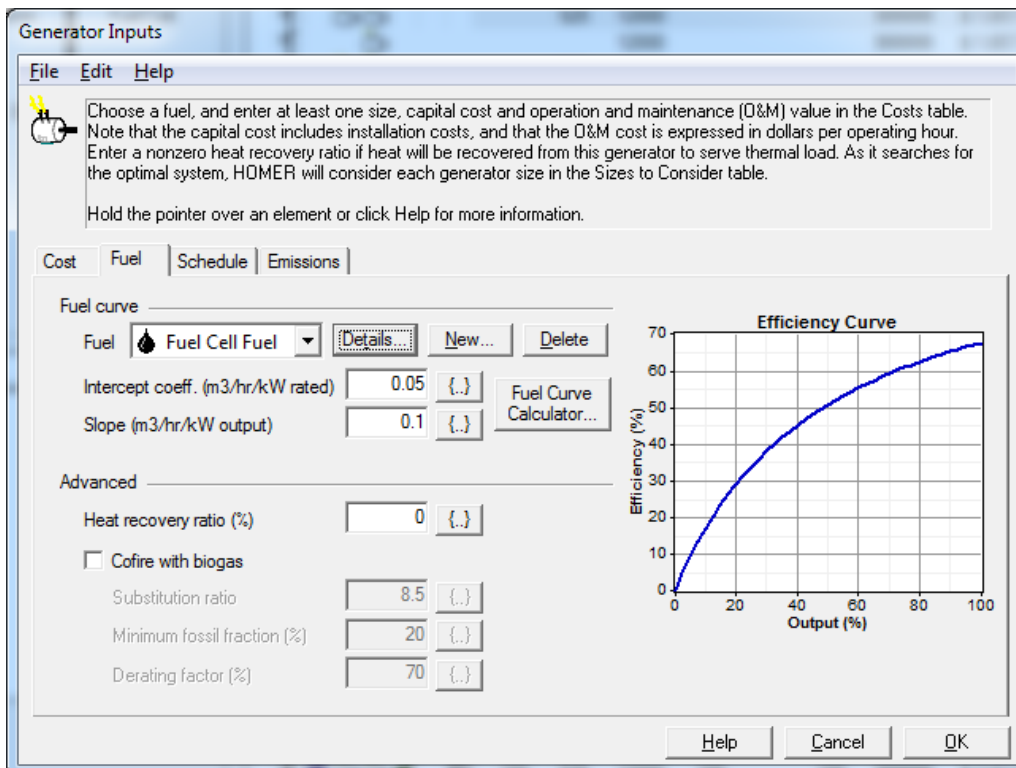 Generator Inputs
File Edit Help
Choose a fuel, and enter at least one size, capital cost and operation and maintenance (O&M) value in the Costs table.
Note that the capital cost includes installation costs, and that the O&M cost is expressed in dollars per operating hour.
Enter a nonzero heat recovery ratio if heat will be recovered from this generator to serve thermal load. As it searches for
the optimal system, HOMER will consider each generator size in the Sizes to Consider table.
Hold the pointer over an element or click Help for more information.
Cost Fuel Schedule Emissions
Fuel curve
Fuel Fuel Cell Fuel Details... New... Delete
Intercept coeff. (m3/hr/kW rated) 0.05 {..}
Slope (m3/hr/kW output) 0.1 {..}
Fuel Curve
Calculator...
Advanced
Heat recovery ratio (%) 0 {..}
Cofire with biogas
Substitution ratio 8.5 {..}
Minimum fossil fraction (%) 20 {..}
Derating factor (%) 70 {..}
Efficiency Curve
Efficiency (%)
70
60
50
40
30
20
10
0
0 20 40 60 80 100
Output (%)
Help Cancel OK